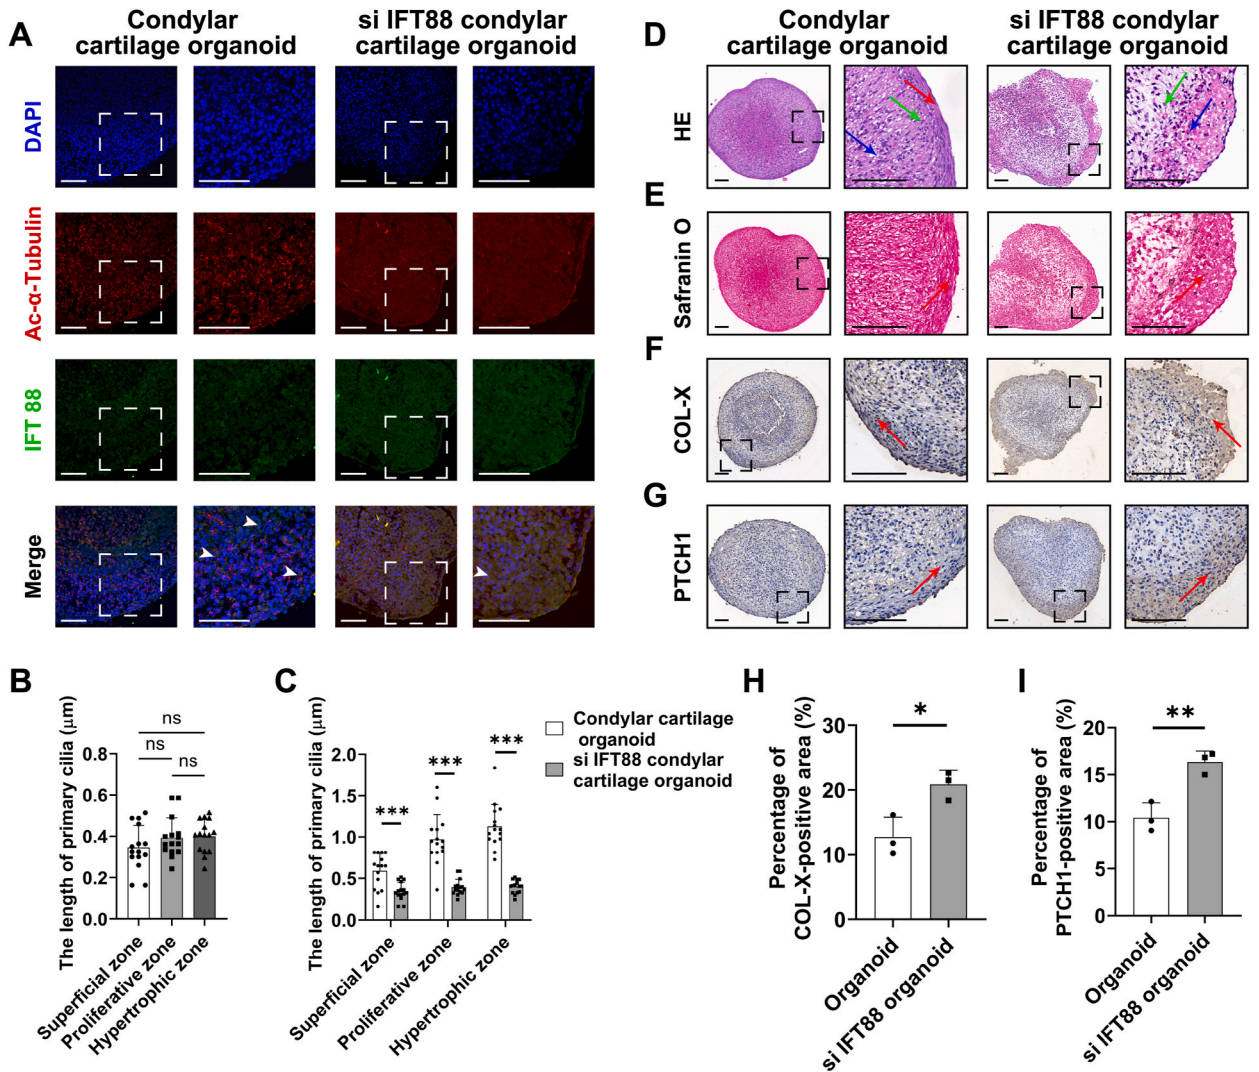 A
Condylar
cartilage organoid
si IFT88 condylar
cartilage organoid
DAPI
Ac-α-Tubulin
IFT 88
Merge
D
Condylar
cartilage organoid
si IFT88 condylar
cartilage organoid
HE
E
Safranin O
F
COL-X
G
PTCH1
B
The length of primary cilia (μm)
0.8
0.6
0.4
0.2
0.0
ns
ns
ns
Superficial zone
Proliferative zone
Hypertrophic zone
C
The length of primary cilia (μm)
2.0
1.5
1.0
0.5
0.0
***
***
***
Superficial zone
Proliferative zone
Hypertrophic zone
Condylar cartilage
organoid
si IFT88 condylar
cartilage organoid
H
Percentage of
COL-X-positive area (%)
30
20
10
0
*
Organoid
si IFT88 organoid
I
Percentage of
PTCH1-positive area (%)
20
15
10
5
0
**
Organoid
si IFT88 organoid